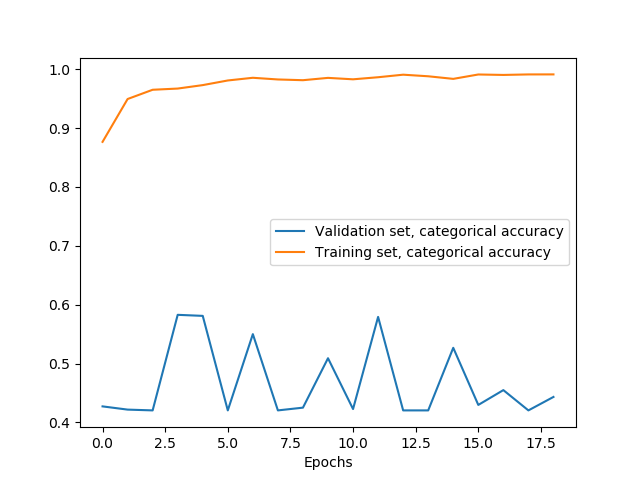 1.0
0.9
0.8
0.7
0.6
0.5
0.4
Validation set, categorical accuracy
Training set, categorical accuracy
0.0 2.5 5.0 7.5 10.0 12.5 15.0 17.5
Epochs